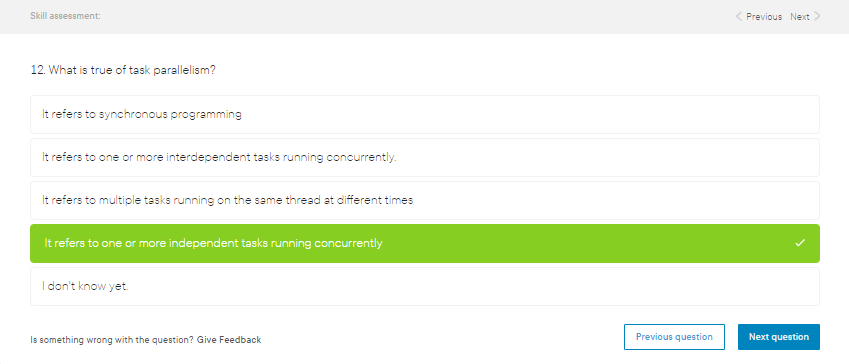 Skill assessment:
Previous Next
12. What is true of task parallelism?
It refers to synchronous programming
It refers to one or more interdependent tasks running concurrently.
It refers to multiple tasks running on the same thread at different times
It refers to one or more independent tasks running concurrently
I don't know yet.
Is something wrong with the question? Give Feedback
Previous question
Next question